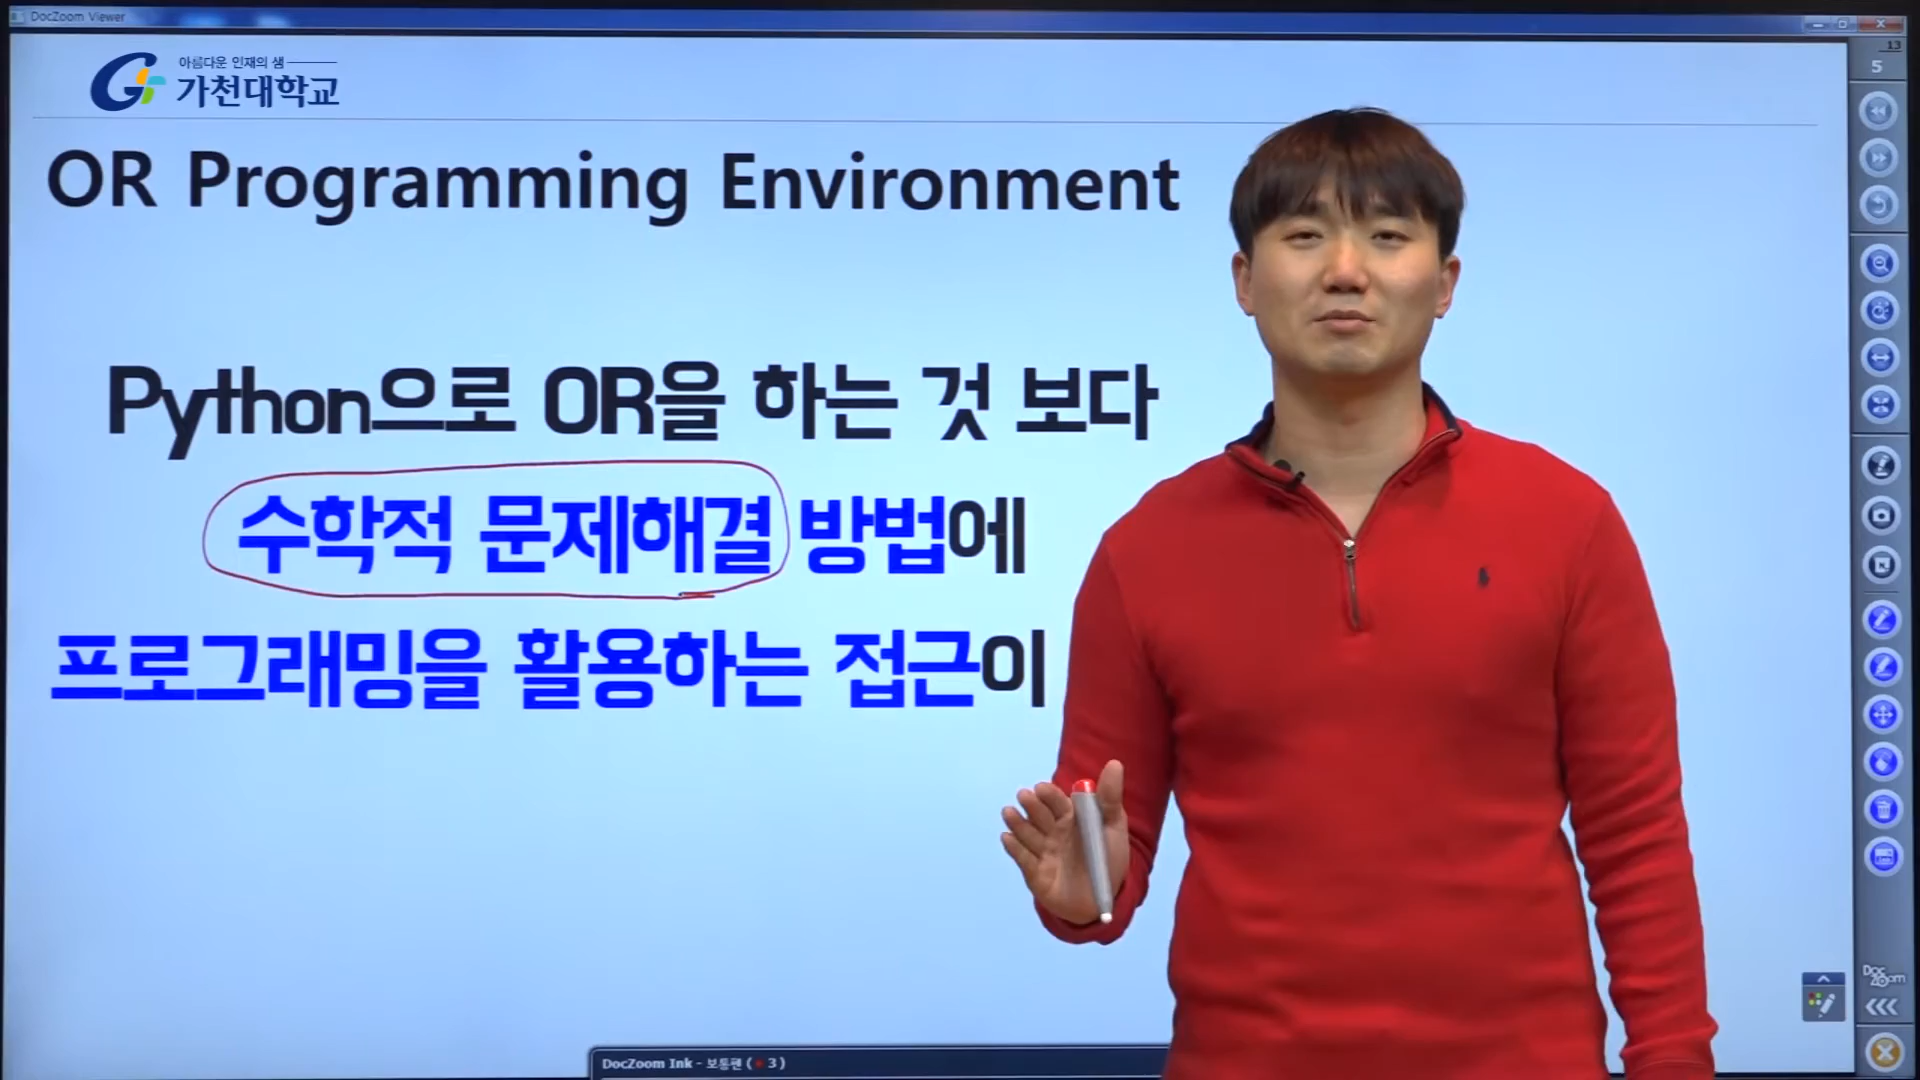 DocZoom Viewer
13
5
아름다운 인재의 샘
가천대학교
OR Programming Environment
Python으로 OR을 하는 것 보다
수학적 문제해결 방법에
프로그래밍을 활용하는 접근이
DocZoom
DocZoom Ink - 보통펜 ( 3 )